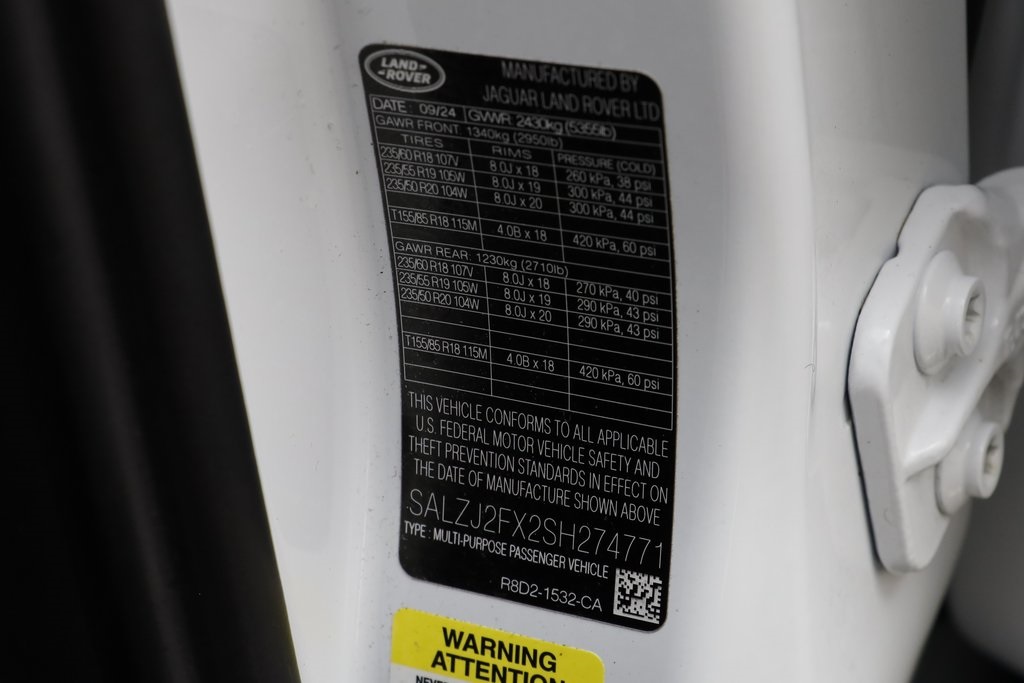 LAND-
-ROVER
MANUFACTURED BY
JAGUAR LAND ROVER LTD
DATE : 09/24 GVWR 2430kg (5355lb)
GAWR FRONT: 1340kg (2950lb)
TIRES RIMS PRESSURE (COLD)
235/60 R18 107V 8.0J x 18 260 kPa, 38 psi
235/55 R19 105W 8.0J x 19 300 kPa, 44 psi
235/50 R20 104W 8.0J x 20 300 kPa, 44 psi
T155/85 R18 115M 4.0B x 18 420 kPa, 60 psi
GAWR REAR: 1230kg (2710lb)
235/60 R18 107V 8.0J x 18 270 kPa, 40 psi
235/55 R19 105W 8.0J x 19 290 kPa, 43 psi
235/50 R20 104W 8.0J x 20 290 kPa, 43 psi
T155/85 R18 115M 4.0B x 18 420 kPa, 60 psi
THIS VEHICLE CONFORMS TO ALL APPLICABLE
U.S. FEDERAL MOTOR VEHICLE SAFETY AND
THEFT PREVENTION STANDARDS IN EFFECT ON
THE DATE OF MANUFACTURE SHOWN ABOVE
SALZJ2FX2SH274771
TYPE : MULTI-PURPOSE PASSENGER VEHICLE
R8D2-1532-CA
WARNING
ATTENTION